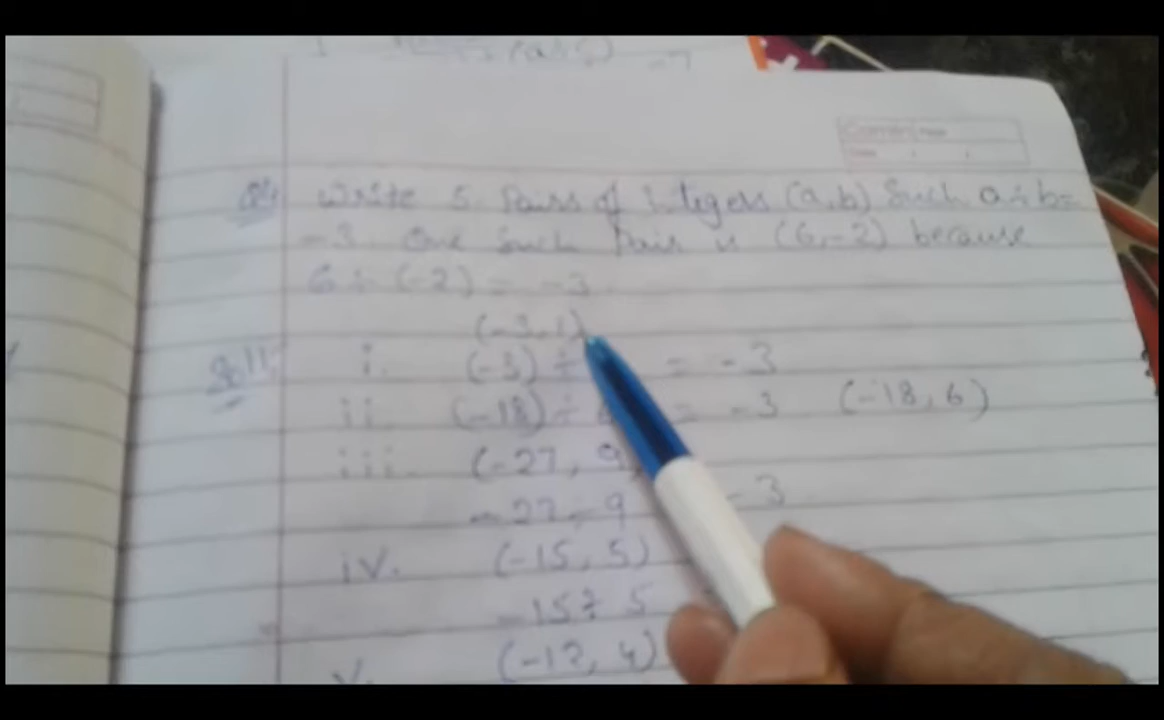 Write 5 Pairs of integers (a,b) Such a÷b=
-3. One Such Pair is (6,-2) because
6 ÷ (-2) = -3
(-3,1)
Sol:
i. (-3) ÷ = -3
ii. (-18) ÷ = -3 (-18,6)
iii. (-27, 9
-27÷9 -3
iv. (-15, 5)
-15÷5
v. (-12, 4)